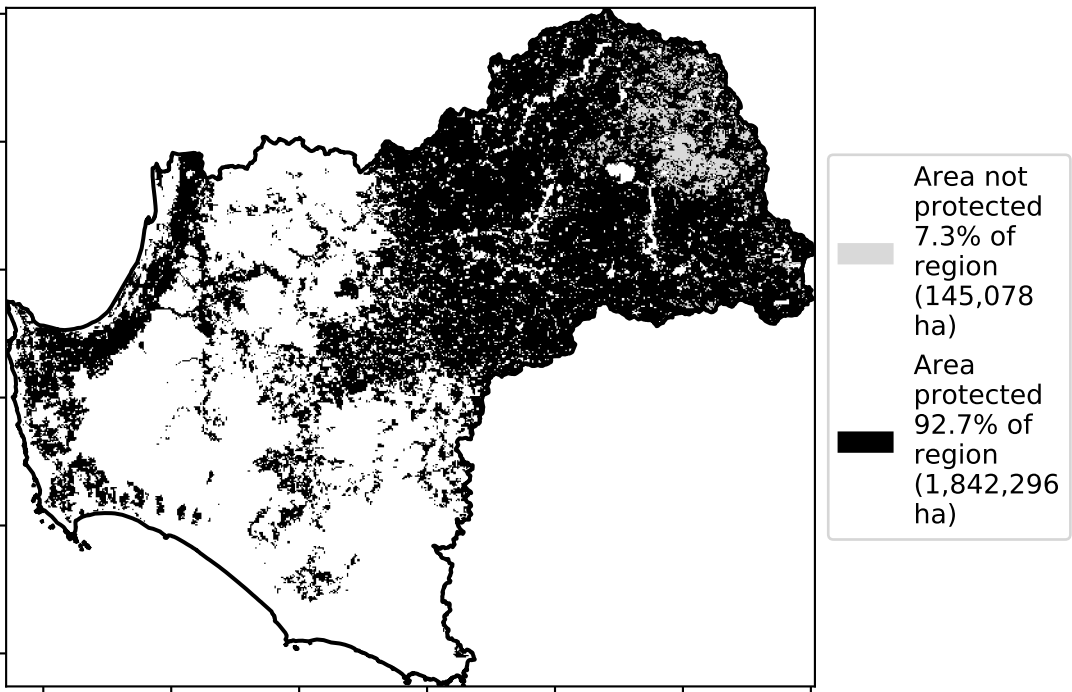 Area not
protected
7.3% of
region
(145,078
ha)
Area
protected
92.7% of
region
(1,842,296
ha)